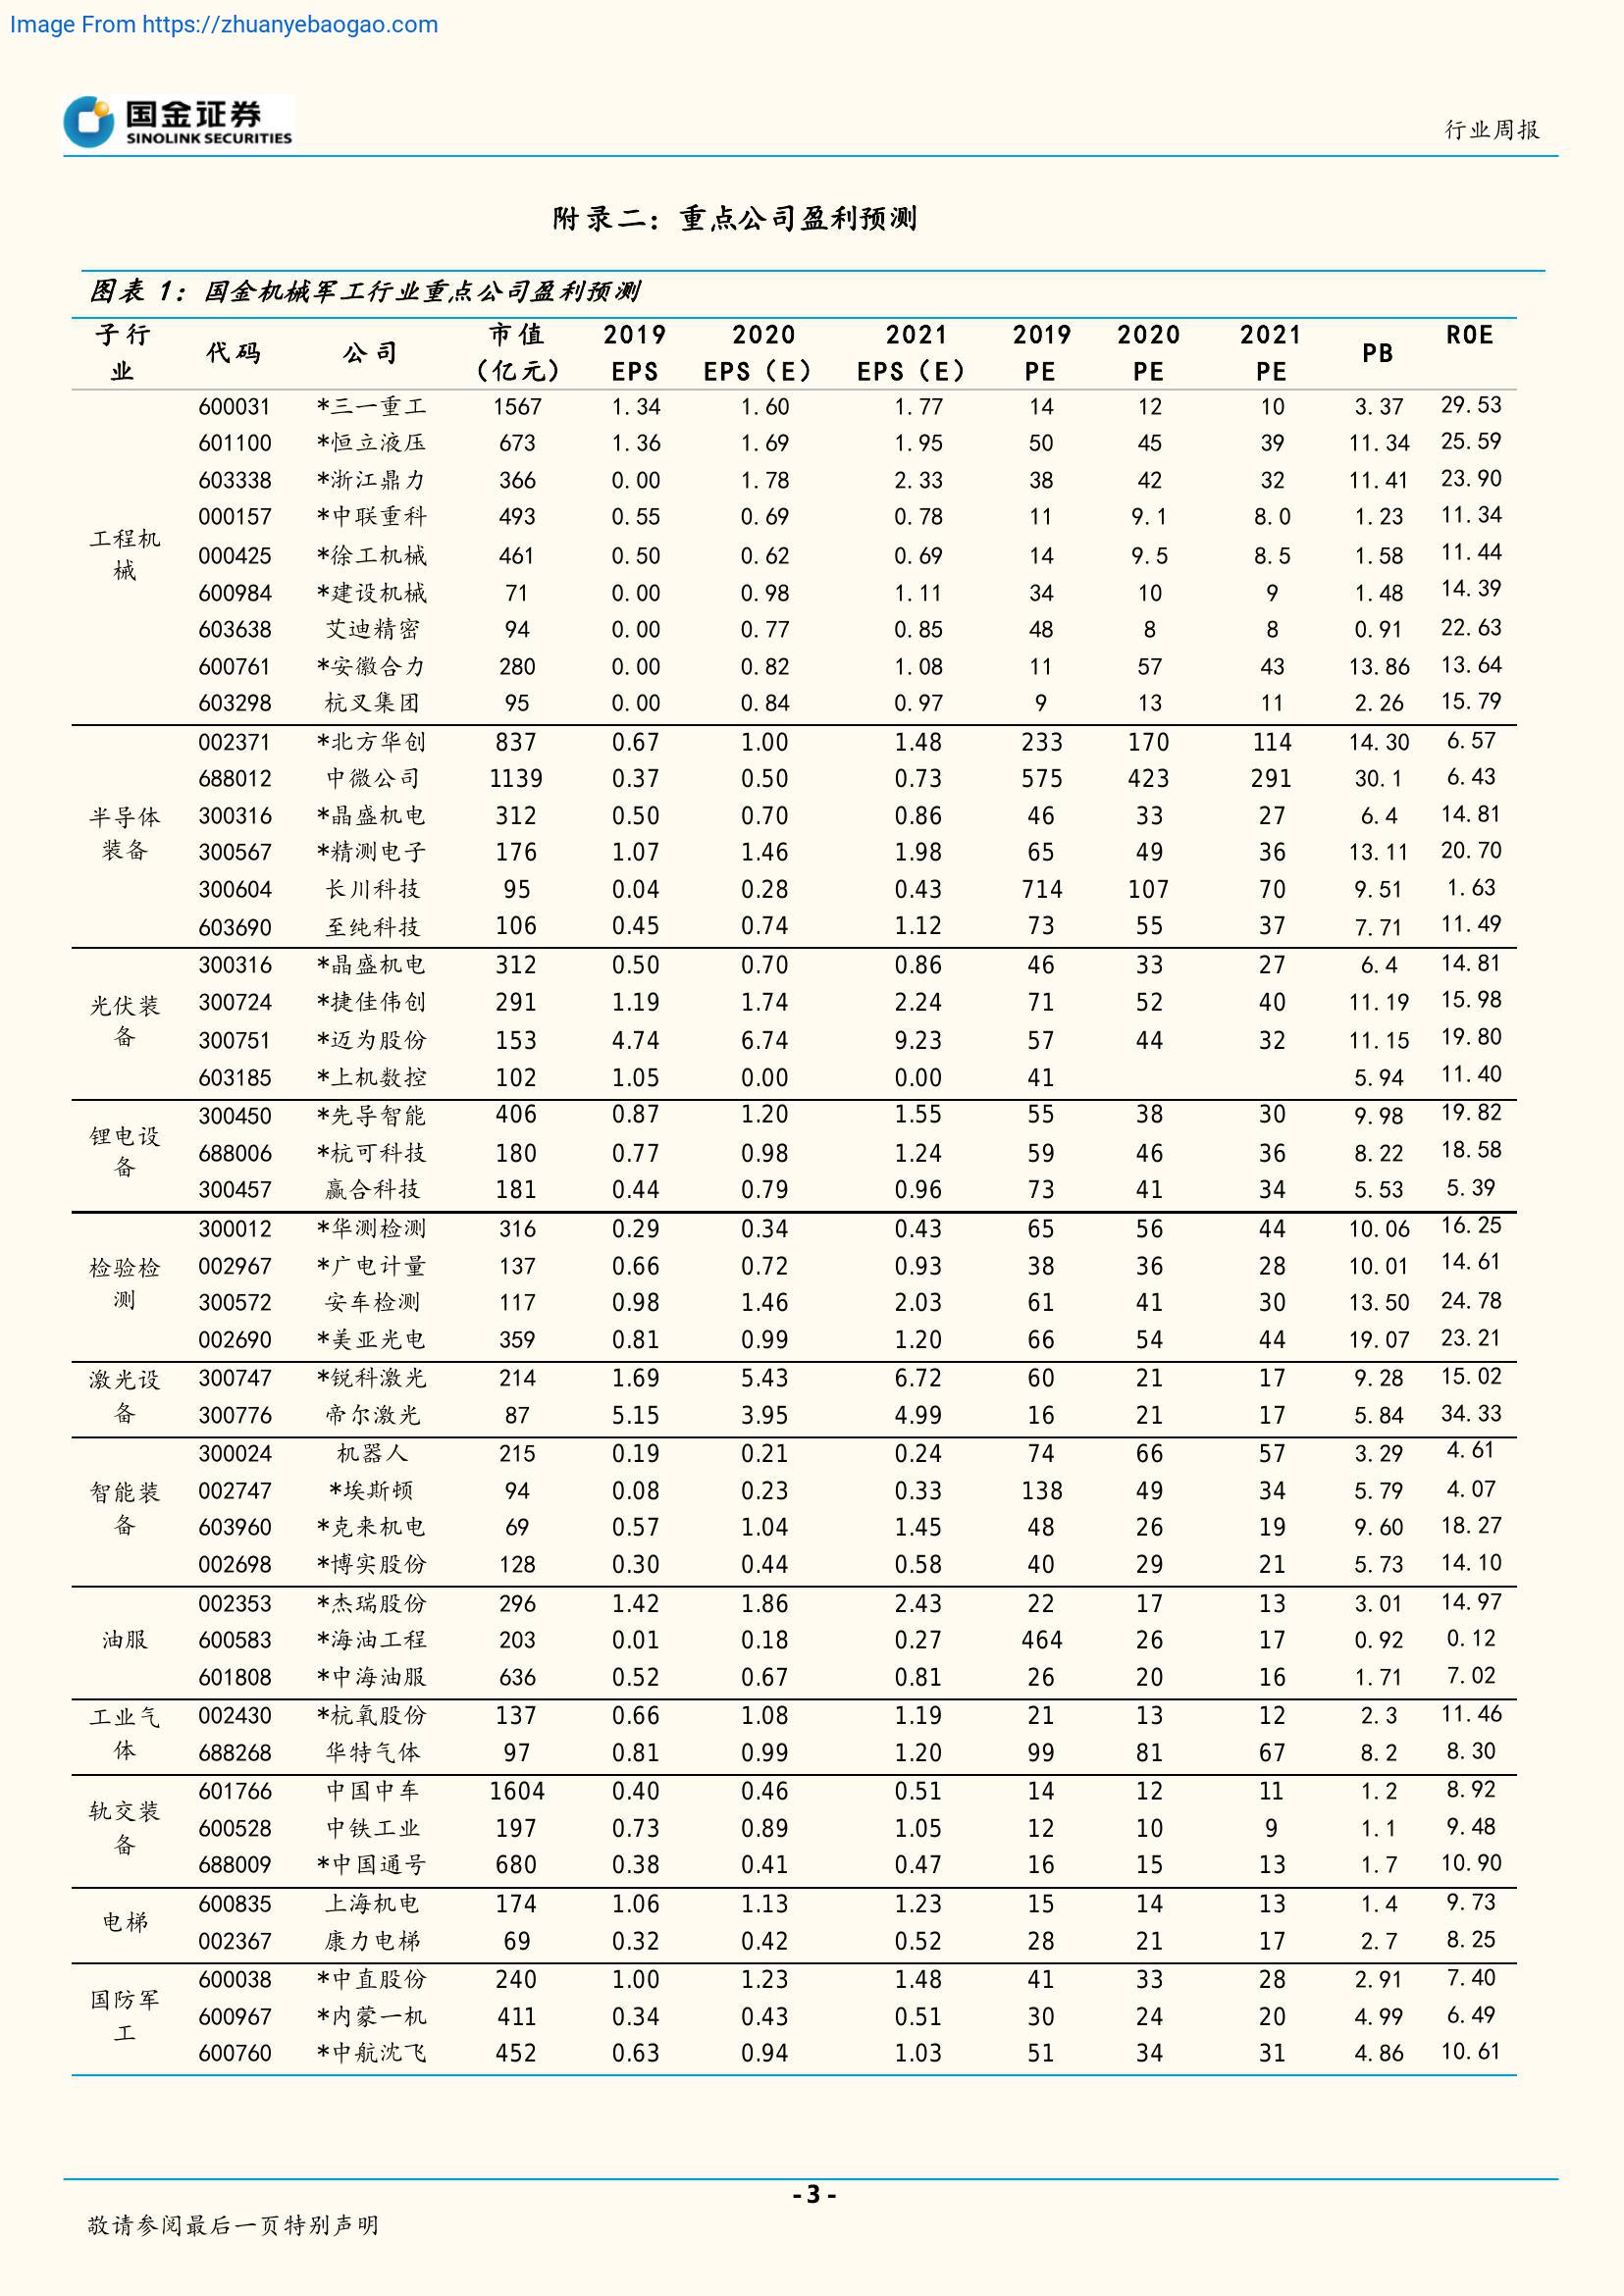 Image From https://zhuanyebaogao.com
国金证券
SINOLINK SECURITIES
行业周报
附录二：重点公司盈利预测
图表 1：国金机械军工行业重点公司盈利预测
子行业 代码 公司 市值（亿元） 2019 EPS 2020 EPS（E） 2021 EPS（E） 2019 PE 2020 PE 2021 PE PB ROE
工程机械
600031 *三一重工 1567 1.34 1.60 1.77 14 12 10 3.37 29.53
601100 *恒立液压 673 1.36 1.69 1.95 50 45 39 11.34 25.59
603338 *浙江鼎力 366 0.00 1.78 2.33 38 42 32 11.41 23.90
000157 *中联重科 493 0.55 0.69 0.78 11 9.1 8.0 1.23 11.34
000425 *徐工机械 461 0.50 0.62 0.69 14 9.5 8.5 1.58 11.44
600984 *建设机械 71 0.00 0.98 1.11 34 10 9 1.48 14.39
603638 艾迪精密 94 0.00 0.77 0.85 48 8 8 0.91 22.63
600761 *安徽合力 280 0.00 0.82 1.08 11 57 43 13.86 13.64
603298 杭叉集团 95 0.00 0.84 0.97 9 13 11 2.26 15.79
半导体装备
002371 *北方华创 837 0.67 1.00 1.48 233 170 114 14.30 6.57
688012 中微公司 1139 0.37 0.50 0.73 575 423 291 30.1 6.43
300316 *晶盛机电 312 0.50 0.70 0.86 46 33 27 6.4 14.81
300567 *精测电子 176 1.07 1.46 1.98 65 49 36 13.11 20.70
300604 长川科技 95 0.04 0.28 0.43 714 107 70 9.51 1.63
603690 至纯科技 106 0.45 0.74 1.12 73 55 37 7.71 11.49
光伏装备
300316 *晶盛机电 312 0.50 0.70 0.86 46 33 27 6.4 14.81
300724 *捷佳伟创 291 1.19 1.74 2.24 71 52 40 11.19 15.98
300751 *迈为股份 153 4.74 6.74 9.23 57 44 32 11.15 19.80
603185 *上机数控 102 1.05 0.00 0.00 41 5.94 11.40
锂电设备
300450 *先导智能 406 0.87 1.20 1.55 55 38 30 9.98 19.82
688006 *杭可科技 180 0.77 0.98 1.24 59 46 36 8.22 18.58
300457 赢合科技 181 0.44 0.79 0.96 73 41 34 5.53 5.39
检验检测
300012 *华测检测 316 0.29 0.34 0.43 65 56 44 10.06 16.25
002967 *广电计量 137 0.66 0.72 0.93 38 36 28 10.01 14.61
300572 安车检测 117 0.98 1.46 2.03 61 41 30 13.50 24.78
002690 *美亚光电 359 0.81 0.99 1.20 66 54 44 19.07 23.21
激光设备
300747 *锐科激光 214 1.69 5.43 6.72 60 21 17 9.28 15.02
300776 帝尔激光 87 5.15 3.95 4.99 16 21 17 5.84 34.33
智能装备
300024 机器人 215 0.19 0.21 0.24 74 66 57 3.29 4.61
002747 *埃斯顿 94 0.08 0.23 0.33 138 49 34 5.79 4.07
603960 *克来机电 69 0.57 1.04 1.45 48 26 19 9.60 18.27
002698 *博实股份 128 0.30 0.44 0.58 40 29 21 5.73 14.10
油服
002353 *杰瑞股份 296 1.42 1.86 2.43 22 17 13 3.01 14.97
600583 *海油工程 203 0.01 0.18 0.27 464 26 17 0.92 0.12
601808 *中海油服 636 0.52 0.67 0.81 26 20 16 1.71 7.02
工业气体
002430 *杭氧股份 137 0.66 1.08 1.19 21 13 12 2.3 11.46
688268 华特气体 97 0.81 0.99 1.20 99 81 67 8.2 8.30
轨交装备
601766 中国中车 1604 0.40 0.46 0.51 14 12 11 1.2 8.92
600528 中铁工业 197 0.73 0.89 1.05 12 10 9 1.1 9.48
688009 *中国通号 680 0.38 0.41 0.47 16 15 13 1.7 10.90
电梯
600835 上海机电 174 1.06 1.13 1.23 15 14 13 1.4 9.73
002367 康力电梯 69 0.32 0.42 0.52 28 21 17 2.7 8.25
国防军工
600038 *中直股份 240 1.00 1.23 1.48 41 33 28 2.91 7.40
600967 *内蒙一机 411 0.34 0.43 0.51 30 24 20 4.99 6.49
600760 *中航沈飞 452 0.63 0.94 1.03 51 34 31 4.86 10.61
- 3 -
敬请参阅最后一页特别声明